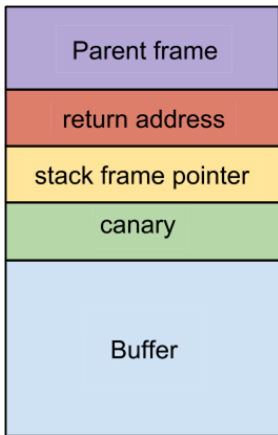 Parent frame
return address
stack frame pointer
canary
Buffer